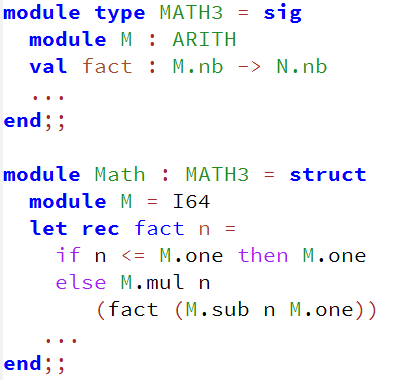 module type MATH3 = sig
  module M : ARITH
  val fact : M.nb -> N.nb
  ...
end;;

module Math : MATH3 = struct
  module M = I64
  let rec fact n =
    if n <= M.one then M.one
    else M.mul n
       (fact (M.sub n M.one))
   ...
end;;